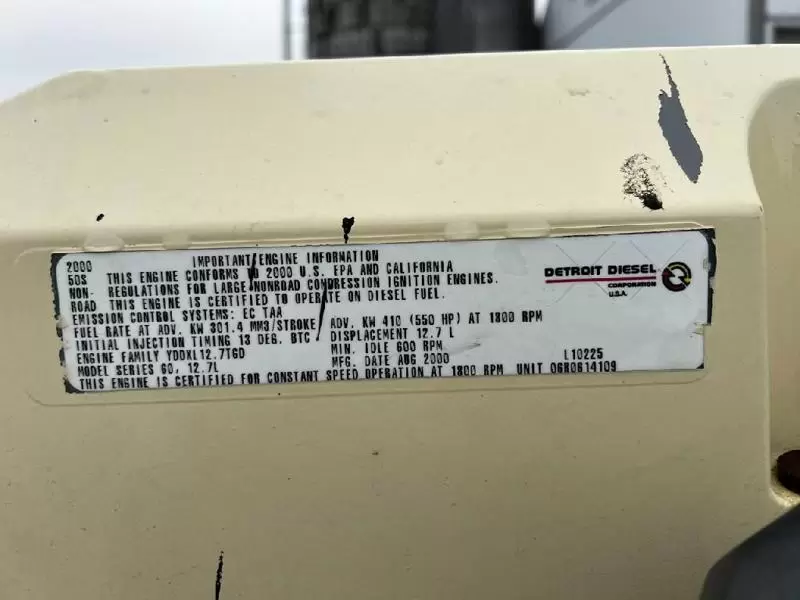 2000 IMPORTANT ENGINE INFORMATION
50S THIS ENGINE CONFORMS TO 2000 U.S. EPA AND CALIFORNIA
NON- REGULATIONS FOR LARGE NONROAD COMPRESSION IGNITION ENGINES.
ROAD THIS ENGINE IS CERTIFIED TO OPERATE ON DIESEL FUEL.
EMISSION CONTROL SYSTEMS: EC TAA
FUEL RATE AT ADV. KW 301.4 MM3/STROKE ADV. KW 410 (550 HP) AT 1800 RPM
INITIAL INJECTION TIMING 13 DEG. BTC DISPLACEMENT 12.7 L
ENGINE FAMILY YDDXL12.7TGD MIN. IDLE 600 RPM
MODEL SERIES 60, 12.7L MFG. DATE AUG 2000 L10225
THIS ENGINE IS CERTIFIED FOR CONSTANT SPEED OPERATION AT 1800 RPM UNIT 06R0614109
DETROIT DIESEL
CORPORATION
U.S.A.